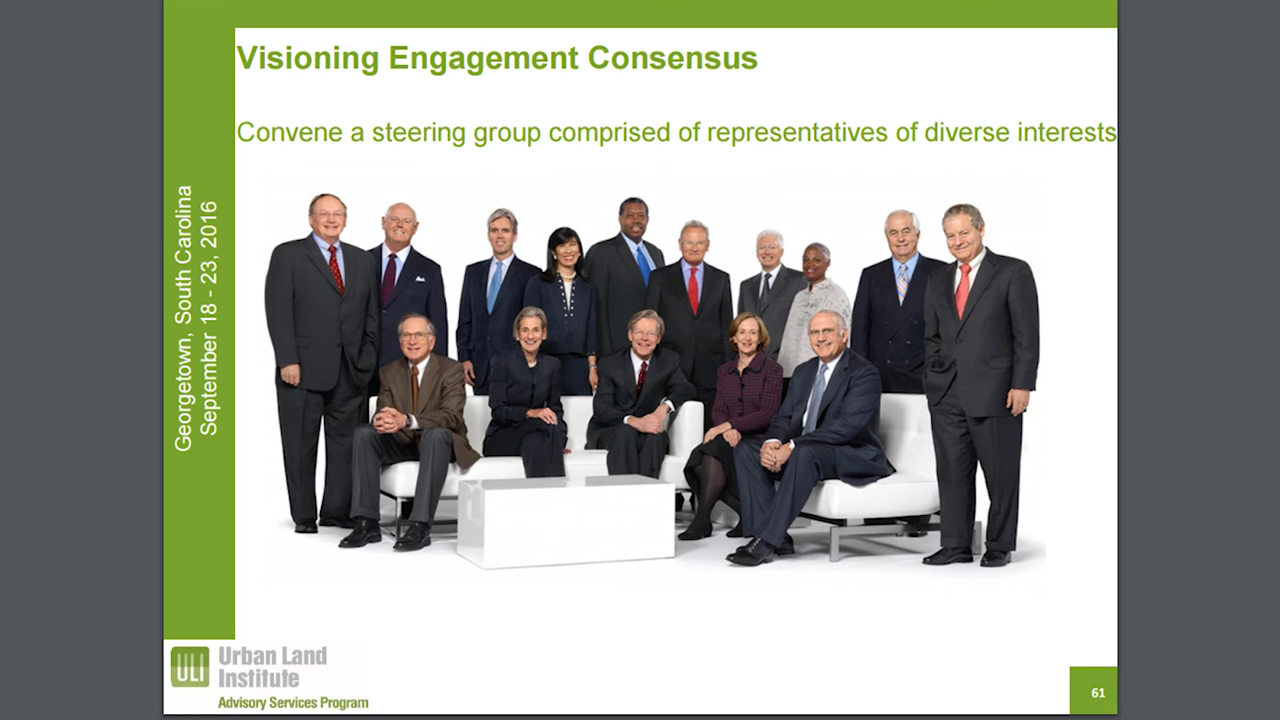 Visioning Engagement Consensus
Convene a steering group comprised of representatives of diverse interests
Georgetown, South Carolina
September 18 - 23, 2016
ULI
Urban Land
Institute
Advisory Services Program
61